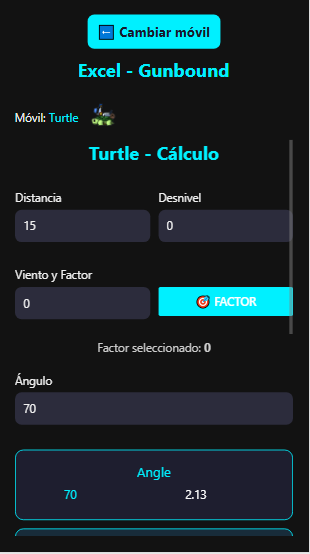 ⬅️ Cambiar móvil
Excel - Gunbound
Móvil: Turtle
Turtle - Cálculo
Distancia Desnivel
15 0
Viento y Factor
0 🎯 FACTOR
Factor seleccionado: 0
Ángulo
70
Angle
70 2.13